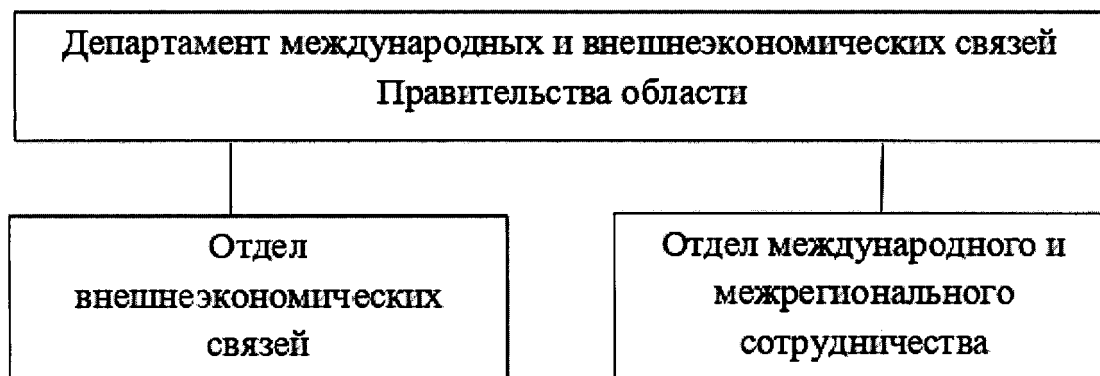 Департамент международных и внешнеэкономических связей
Правительства области
Отдел
внешнеэкономических
связей
Отдел международного и
межрегионального
сотрудничества